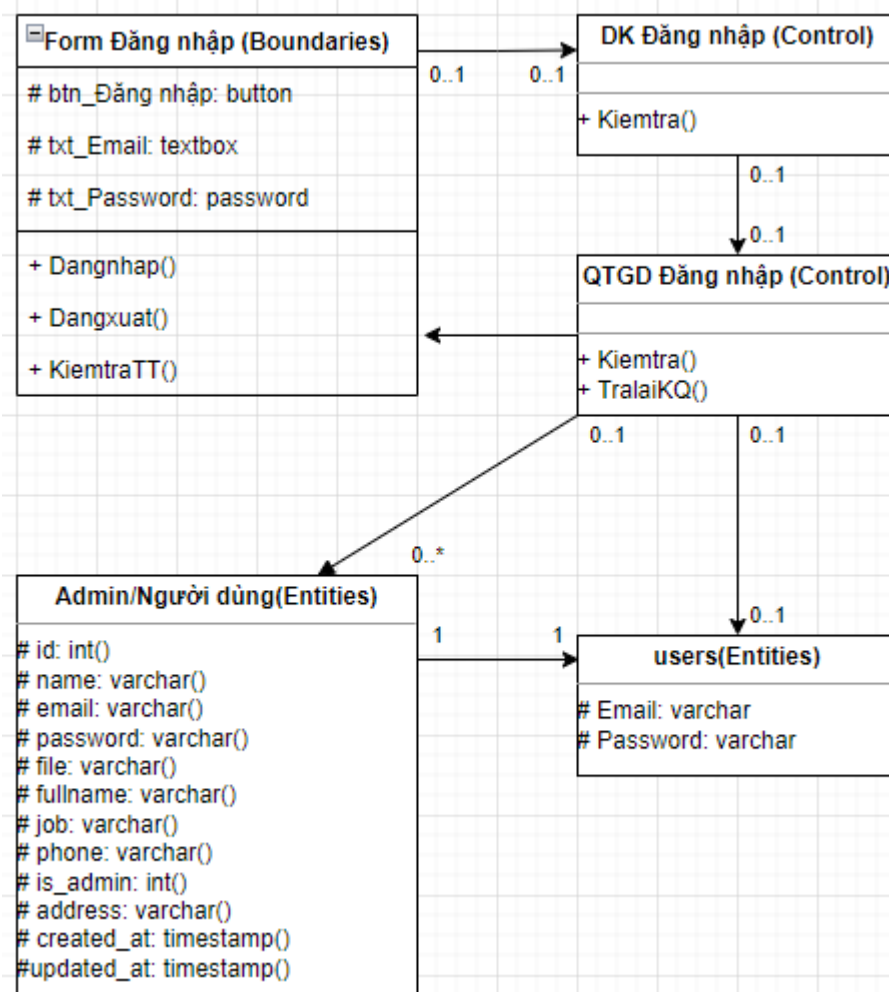 Form Đăng nhập (Boundaries)
# btn_Đăng nhập: button
# txt_Email: textbox
# txt_Password: password
+ Dangnhap()
+ Dangxuat()
+ KiemtraTT()
0..1
0..1
DK Đăng nhập (Control)
+ Kiemtra()
0..1
0..1
QTGD Đăng nhập (Control)
+ Kiemtra()
+ TralaiKQ()
0..1
0..1
0..*
0..1
Admin/Người dùng(Entities)
# id: int()
# name: varchar()
# email: varchar()
# password: varchar()
# file: varchar()
# fullname: varchar()
# job: varchar()
# phone: varchar()
# is_admin: int()
# address: varchar()
# created_at: timestamp()
#updated_at: timestamp()
1
1
users(Entities)
# Email: varchar
# Password: varchar